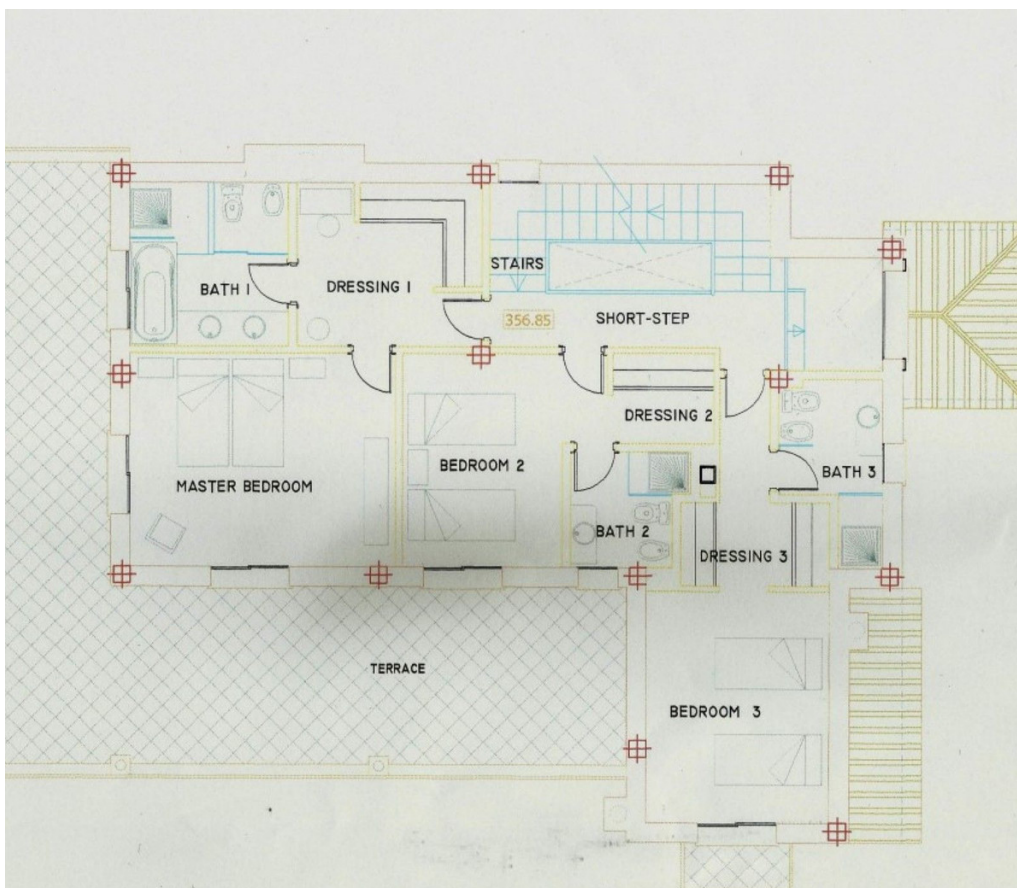 STAIRS
BATH 1
DRESSING 1
356.85
SHORT-STEP
DRESSING 2
BEDROOM 2
MASTER BEDROOM
BATH 3
BATH 2
DRESSING 3
TERRACE
BEDROOM 3